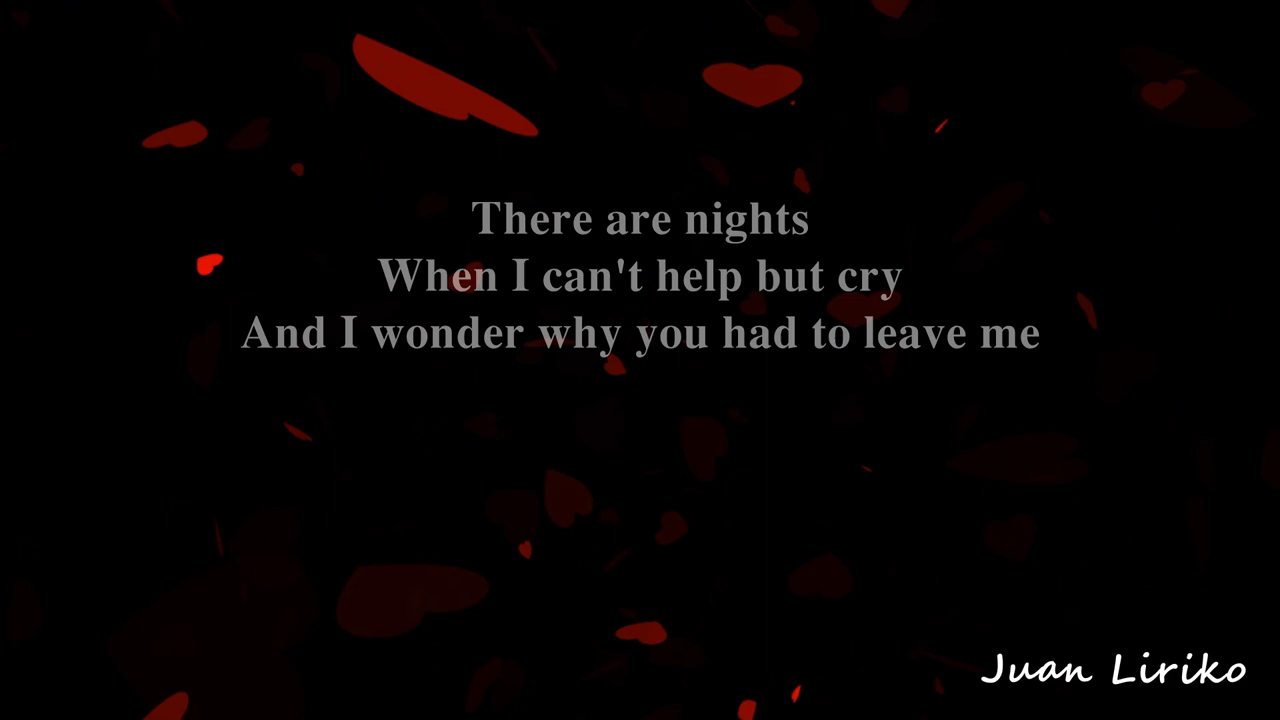 There are nights
When I can't help but cry
And I wonder why you had to leave me
Juan Liriko